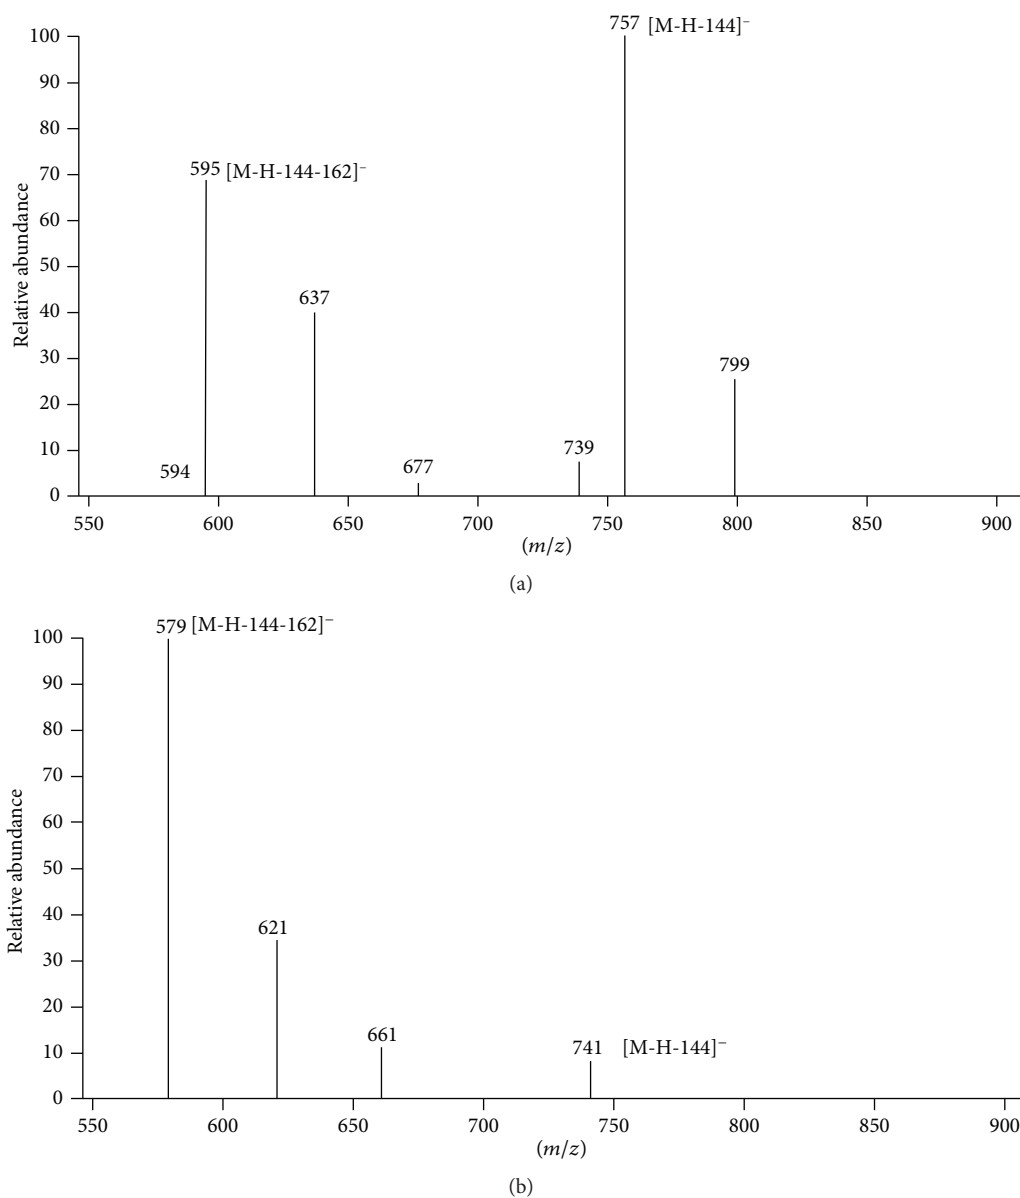 757 [M-H-144]⁻
100
90
80
70
60
50
40
30
20
10
0
Relative abundance
595 [M-H-144-162]⁻
637
594
677
739
799
550 600 650 700 750 800 850 900
(m/z)
(a)
579 [M-H-144-162]⁻
100
90
80
70
60
50
40
30
20
10
0
Relative abundance
621
661
741 [M-H-144]⁻
550 600 650 700 750 800 850 900
(m/z)
(b)